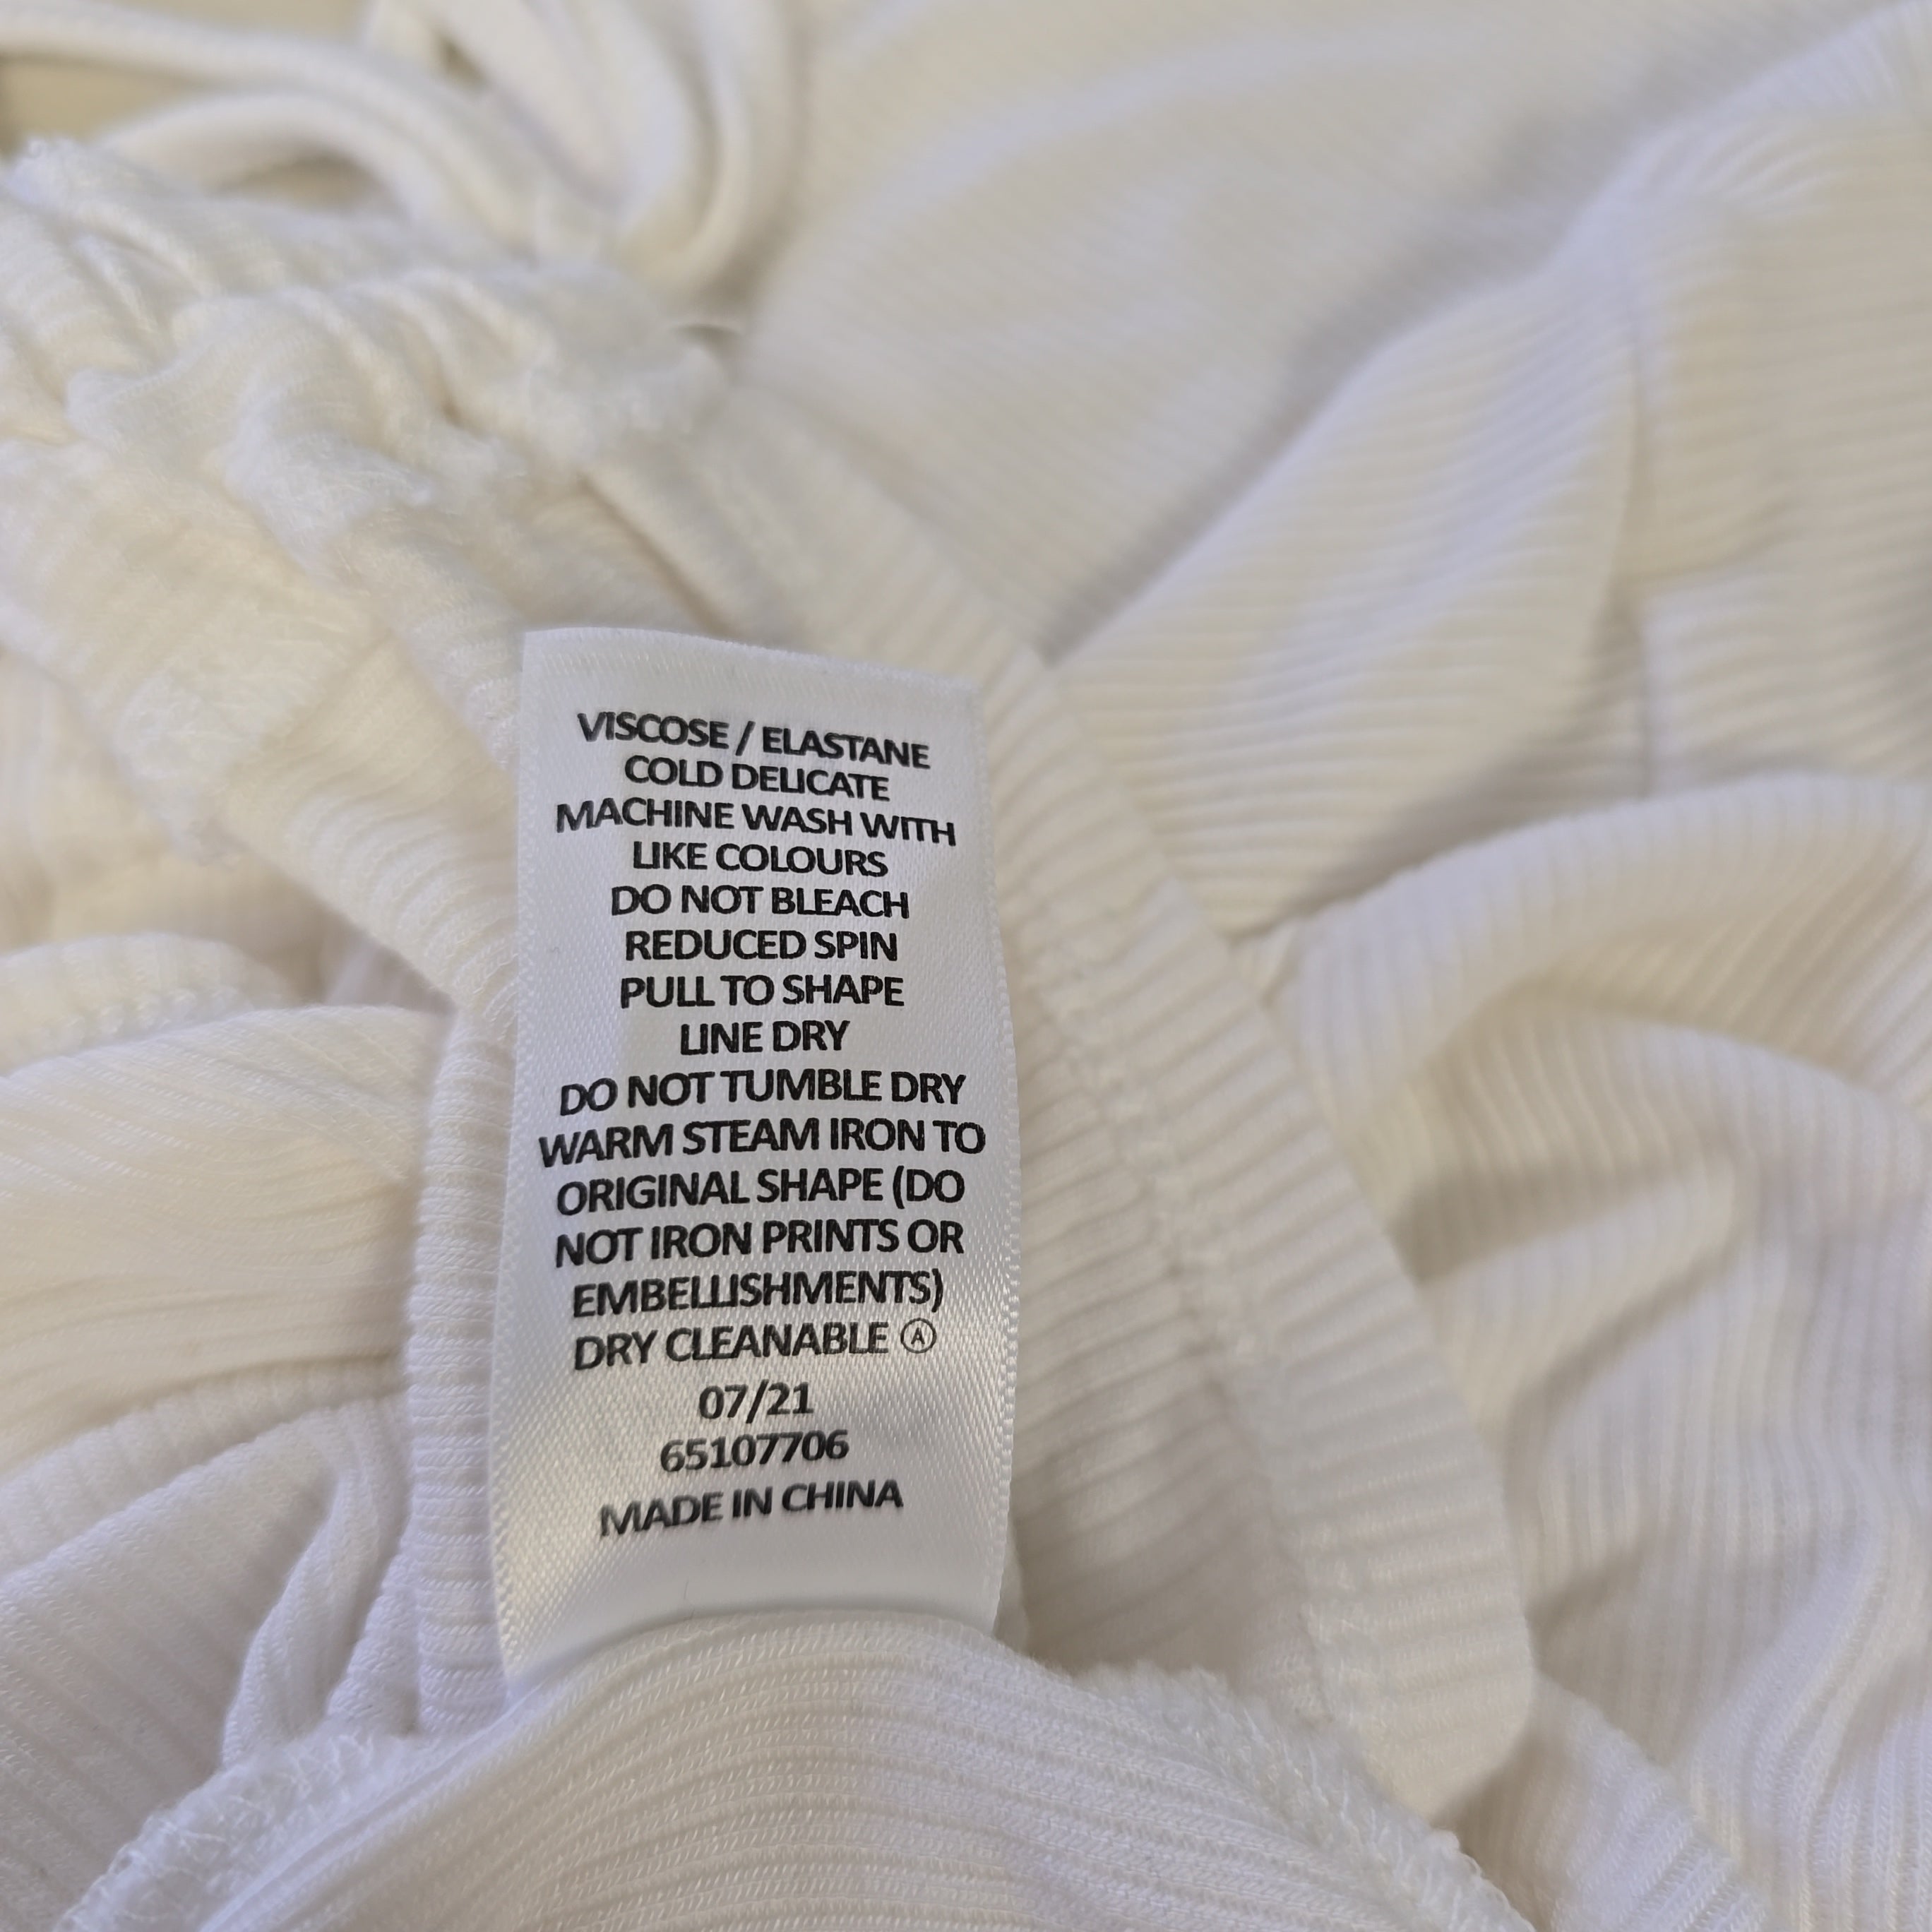 VISCOSE / ELASTANE
COLD DELICATE
MACHINE WASH WITH
LIKE COLOURS
DO NOT BLEACH
REDUCED SPIN
PULL TO SHAPE
LINE DRY
DO NOT TUMBLE DRY
WARM STEAM IRON TO
ORIGINAL SHAPE (DO
NOT IRON PRINTS OR
EMBELLISHMENTS)
DRY CLEANABLE Ⓐ
07/21
65107706
MADE IN CHINA